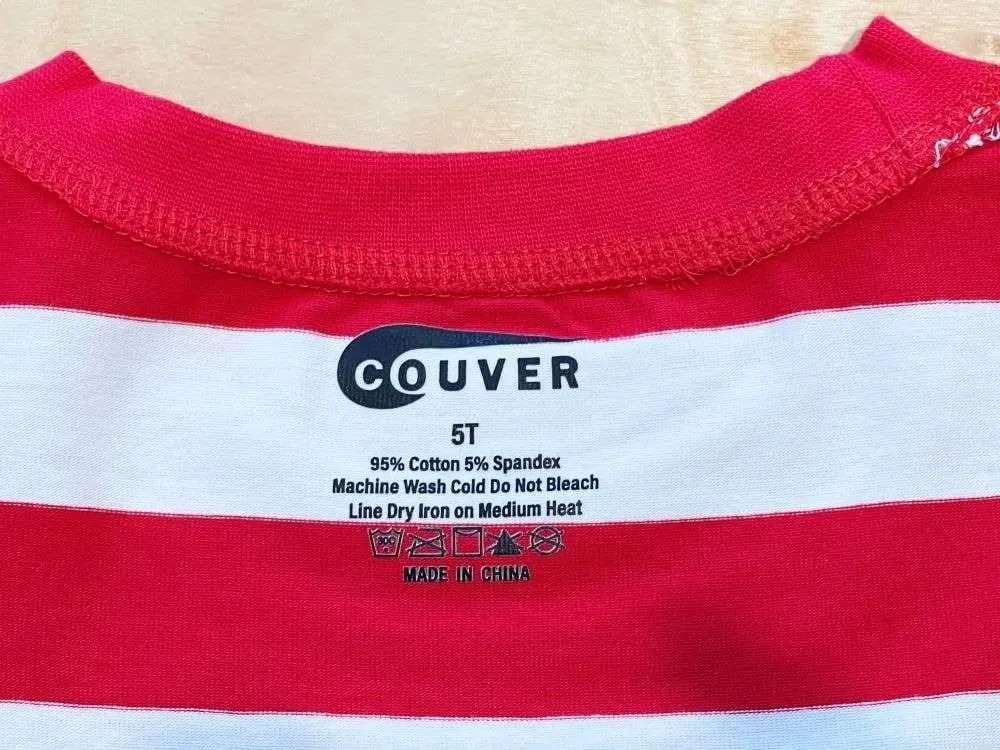 COUVER
5T
95% Cotton 5% Spandex
Machine Wash Cold Do Not Bleach
Line Dry Iron on Medium Heat
30C
MADE IN CHINA